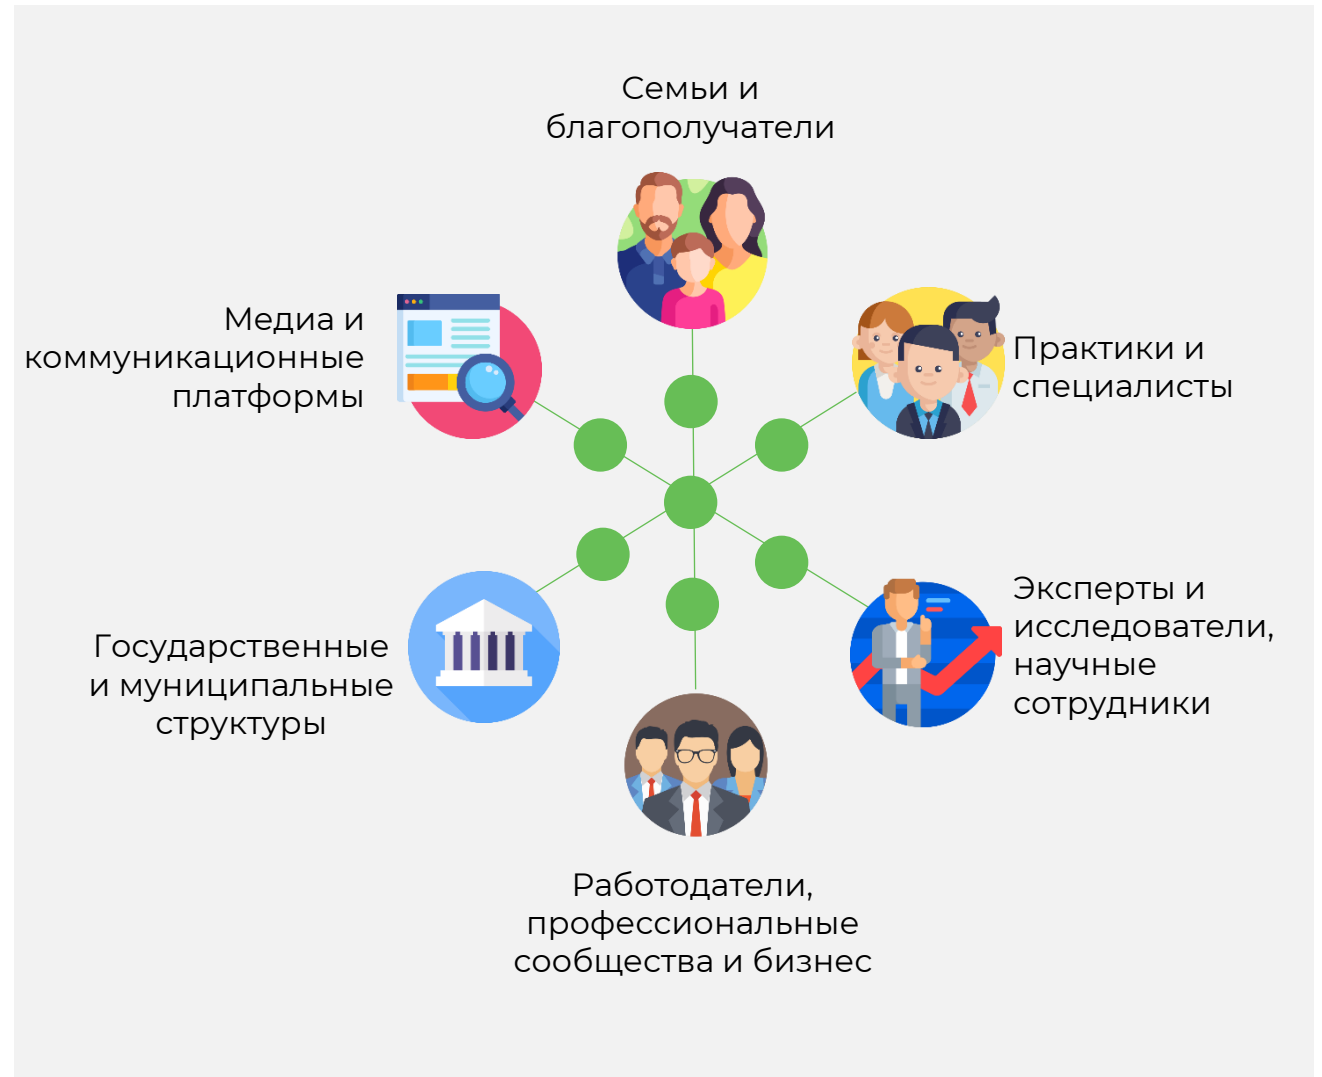 Семьи и
благополучатели
Медиа и
коммуникационные
платформы
Практики и
специалисты
Государственные
и муниципальные
структуры
Эксперты и
исследователи,
научные
сотрудники
Работодатели,
профессиональные
сообщества и бизнес